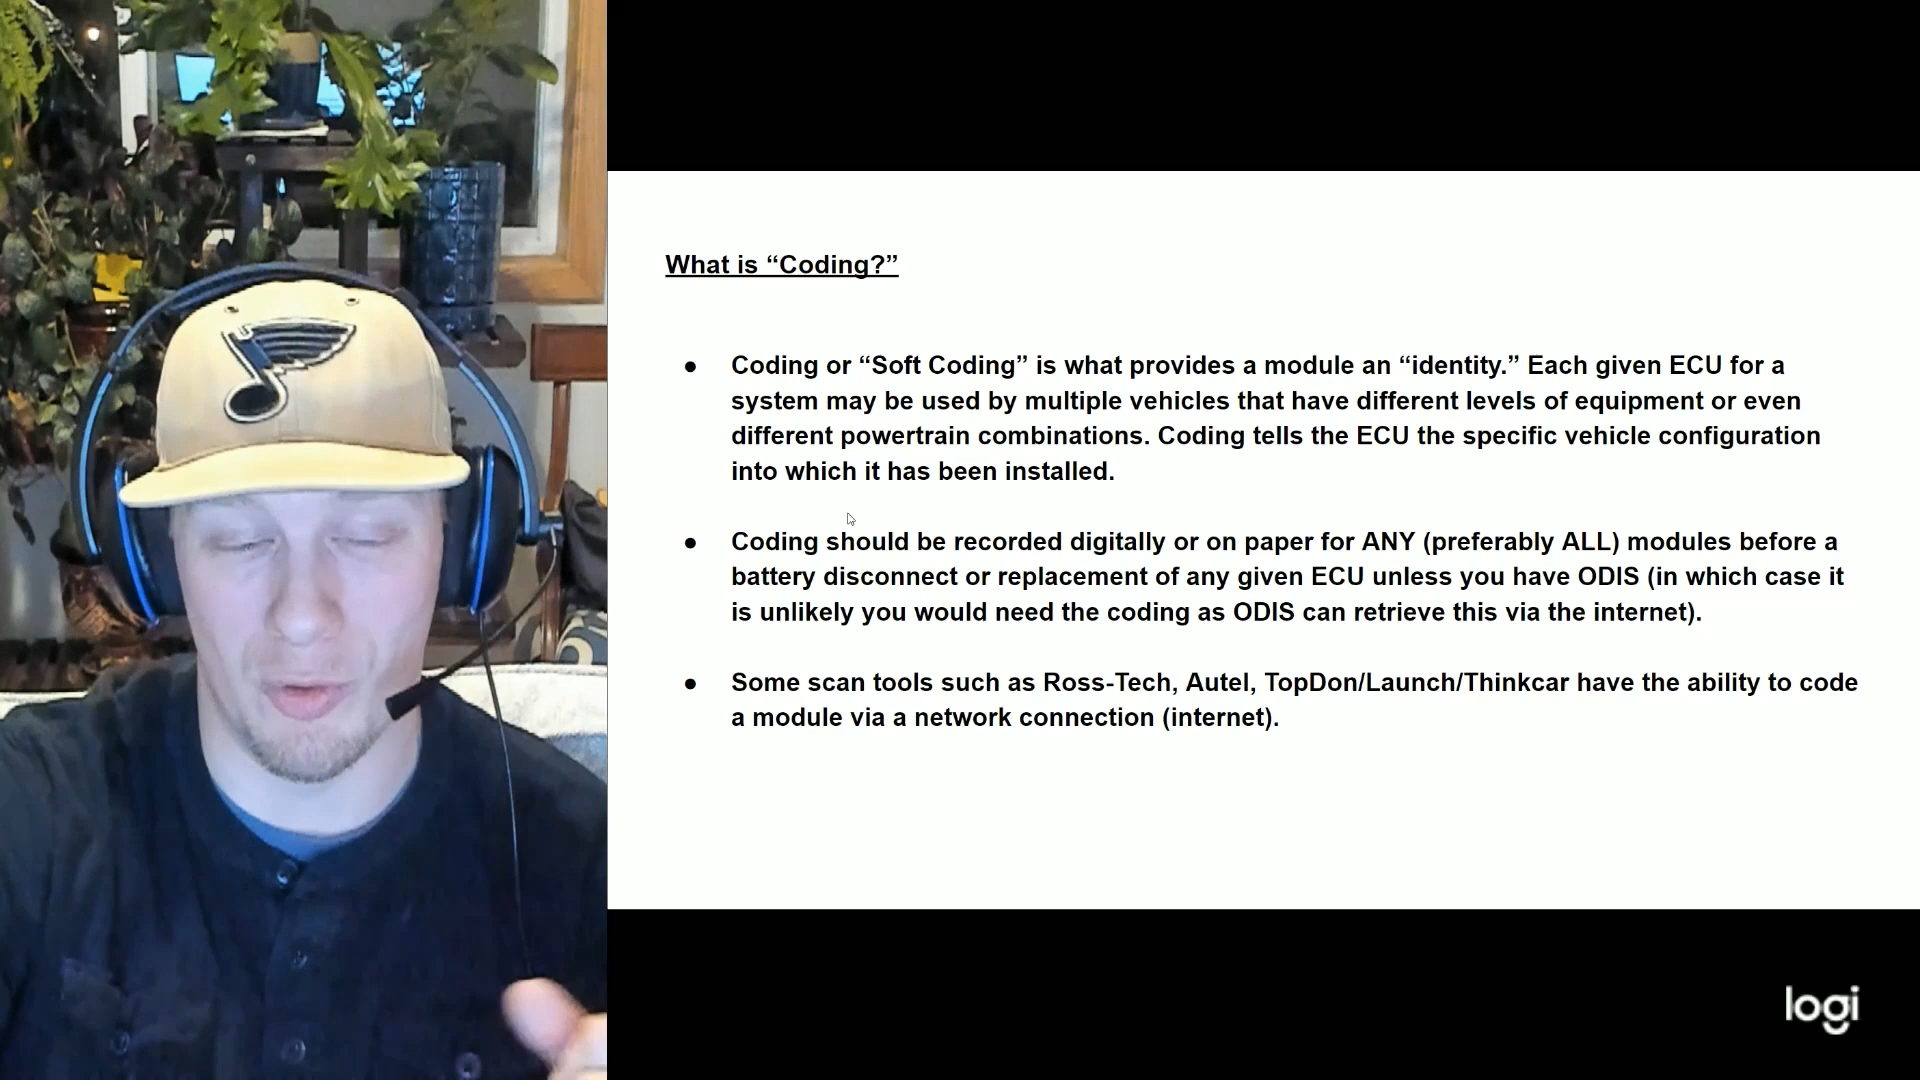 What is “Coding?”
● Coding or “Soft Coding” is what provides a module an “identity.” Each given ECU for a
system may be used by multiple vehicles that have different levels of equipment or even
different powertrain combinations. Coding tells the ECU the specific vehicle configuration
into which it has been installed.
● Coding should be recorded digitally or on paper for ANY (preferably ALL) modules before a
battery disconnect or replacement of any given ECU unless you have ODIS (in which case it
is unlikely you would need the coding as ODIS can retrieve this via the internet).
● Some scan tools such as Ross-Tech, Autel, TopDon/Launch/Thinkcar have the ability to code
a module via a network connection (internet).
logi